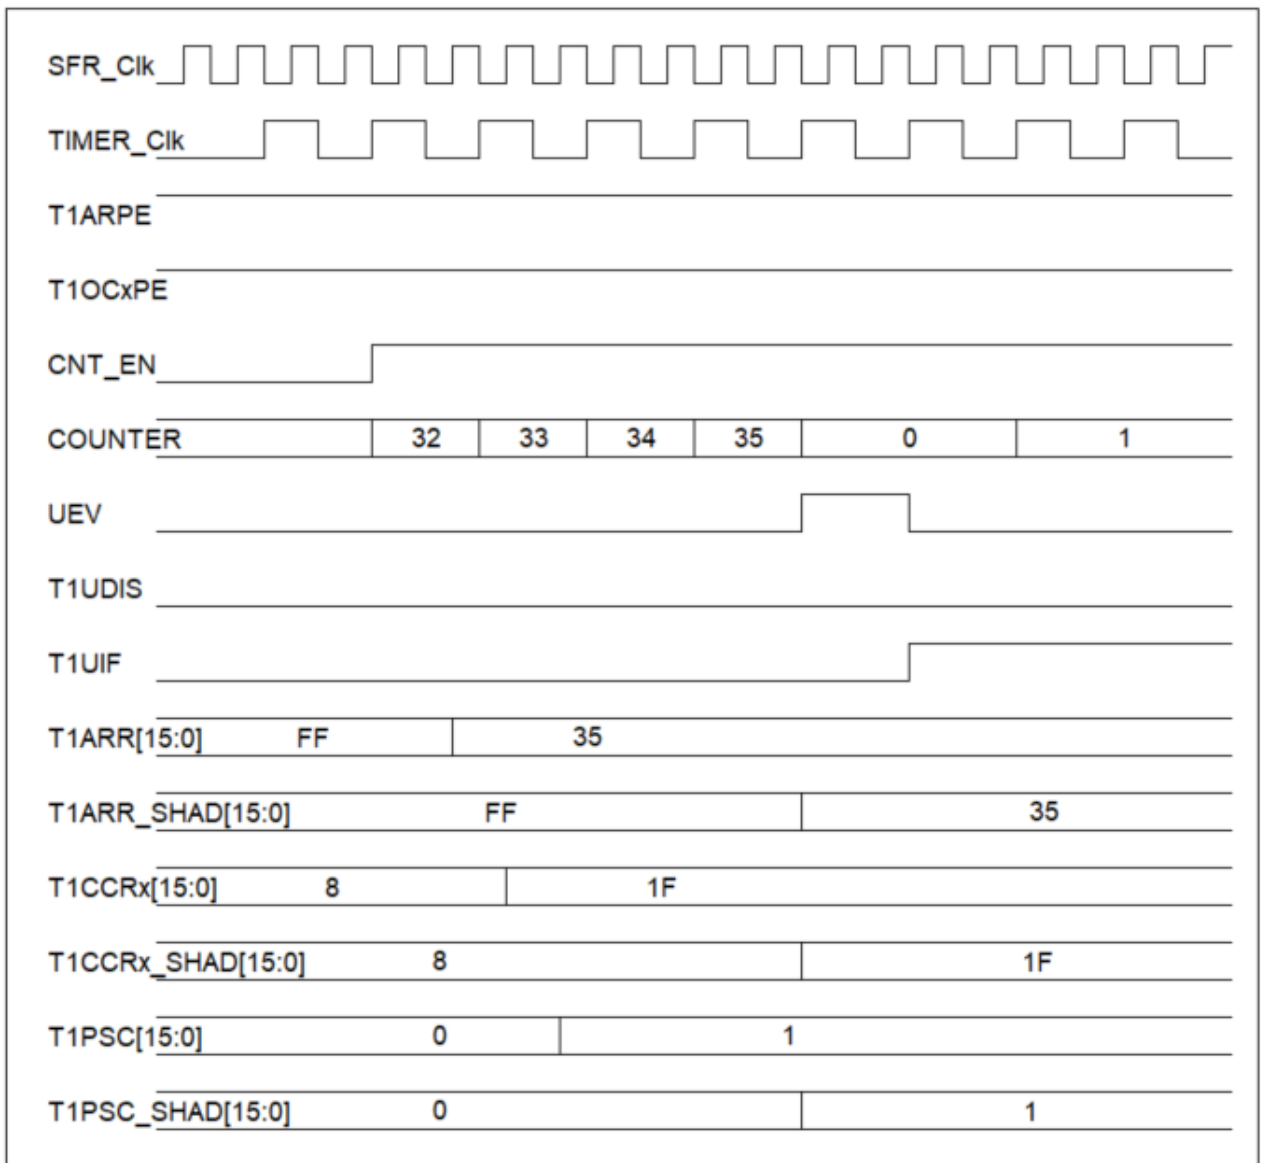 SFR_Clk
TIMER_Clk
T1ARPE
T1OCxPE
CNT_EN
COUNTER 32 33 34 35 0 1
UEV
T1UDIS
T1UIF
T1ARR[15:0] FF 35
T1ARR_SHAD[15:0] FF 35
T1CCRx[15:0] 8 1F
T1CCRx_SHAD[15:0] 8 1F
T1PSC[15:0] 0 1
T1PSC_SHAD[15:0] 0 1